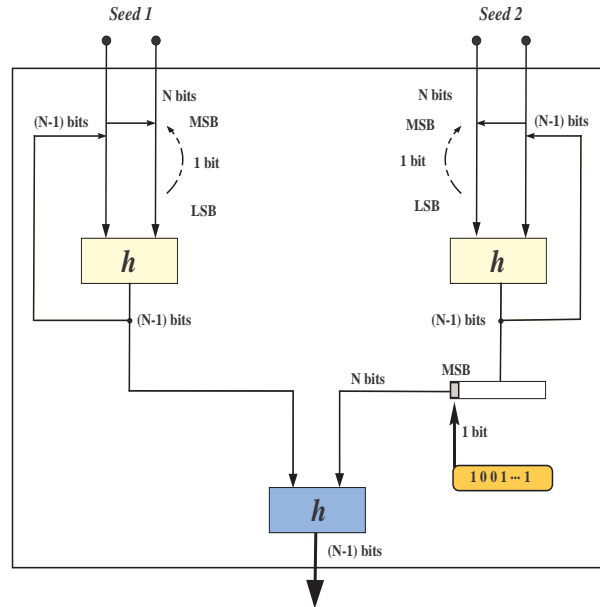 Seed 1
Seed 2
N bits
N bits
(N-1) bits
MSB
MSB
(N-1) bits
1 bit
1 bit
LSB
LSB
h
h
(N-1) bits
(N-1) bits
MSB
N bits
1 bit
1 0 0 1 ··· 1
h
(N-1) bits